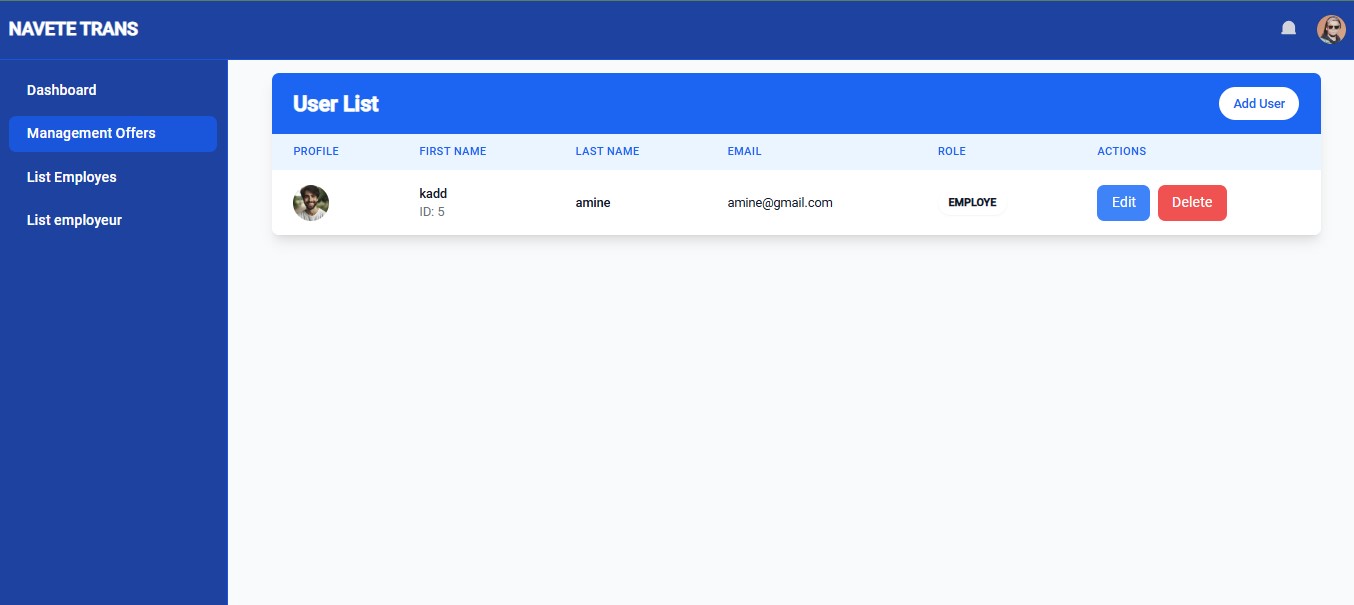 NAVETE TRANS
Dashboard
Management Offers
List Employes
List employeur
User List
Add User
PROFILE FIRST NAME LAST NAME EMAIL ROLE ACTIONS
kadd
ID: 5
amine amine@gmail.com EMPLOYE Edit Delete